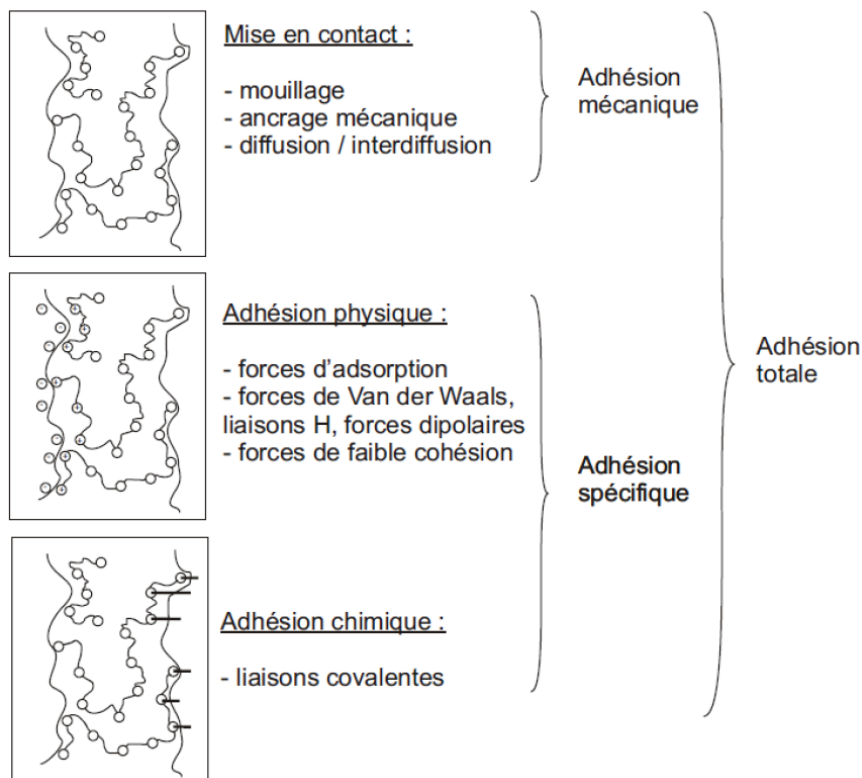 Mise en contact :
- mouillage
- ancrage mécanique
- diffusion / interdiffusion
Adhésion
mécanique
Adhésion physique :
- forces d'adsorption
- forces de Van der Waals,
liaisons H, forces dipolaires
- forces de faible cohésion
Adhésion
spécifique
Adhésion chimique :
- liaisons covalentes
Adhésion
totale